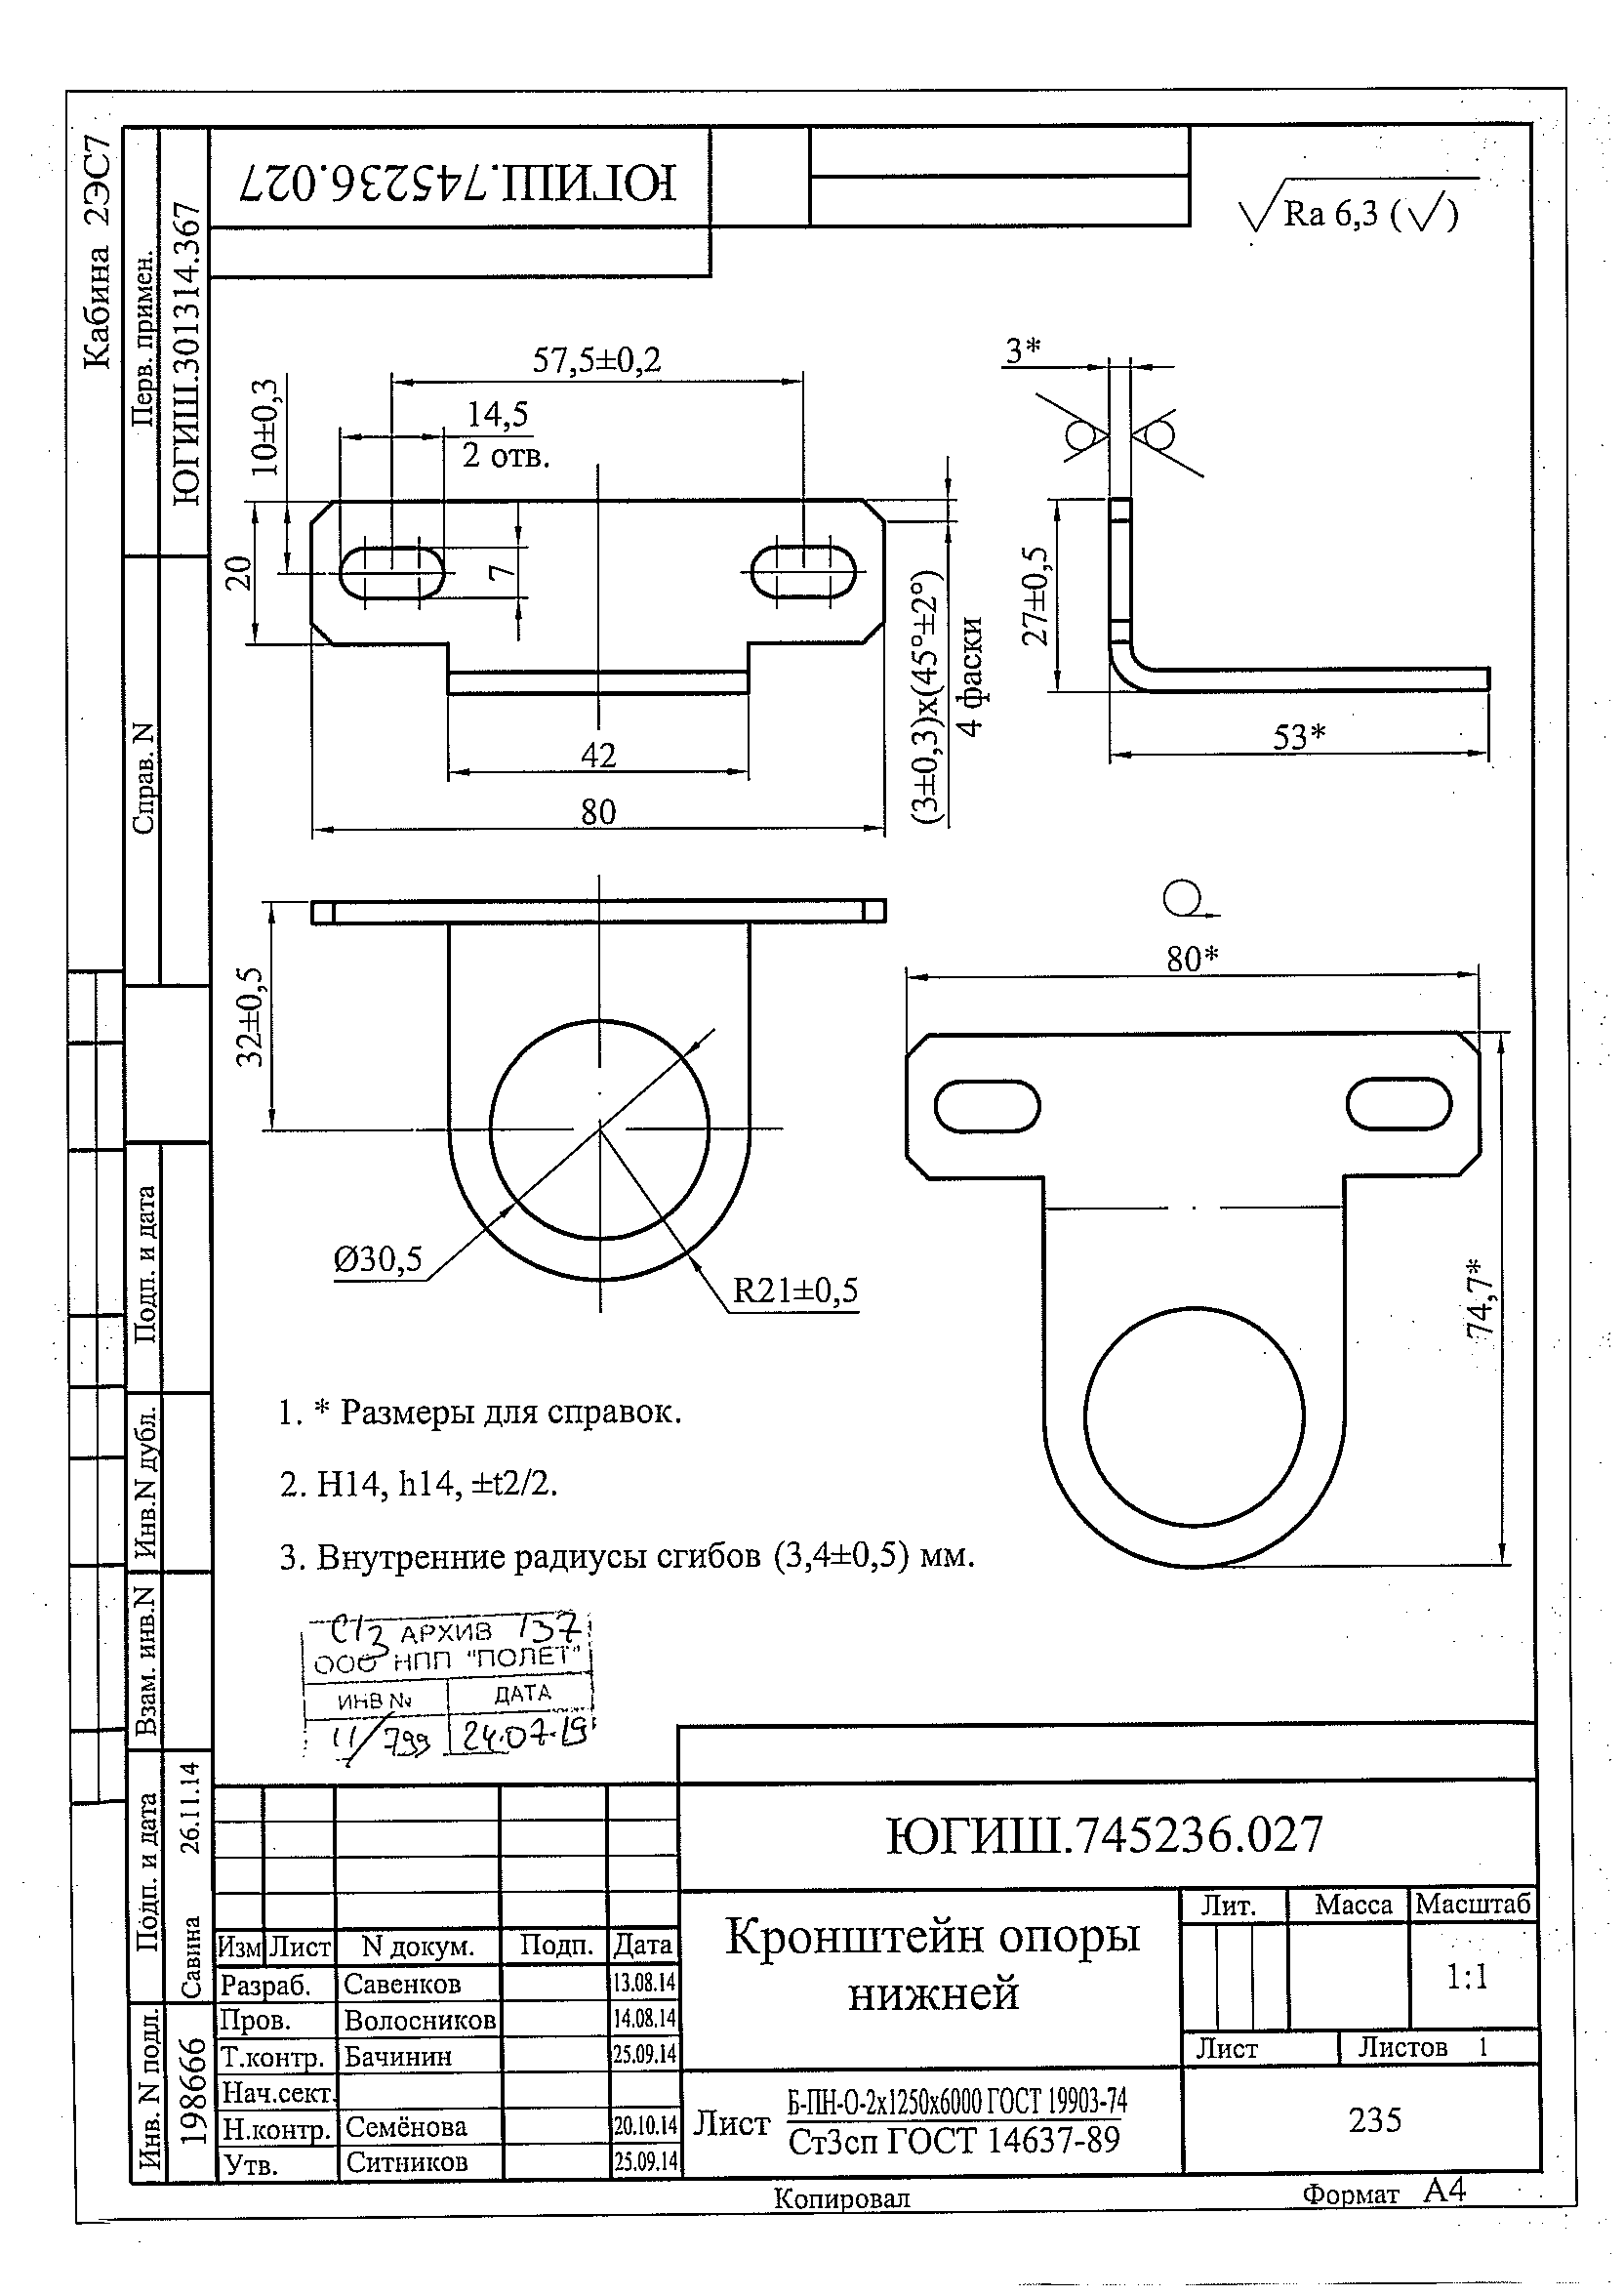 Кабина 2ЭС7
Перв. примен.
ЮГИШ.301314.367
ЮГИШ.745236.027
Ra 6,3 (√)
57,5±0,2
14,5
2 отв.
10±0,3
20
7
42
80
(3±0,3)х(45°±2°)
4 фаски
3*
27±0,5
53*
Справ. N
32±0,5
Ø30,5
R21±0,5
80*
74,7*
1. * Размеры для справок.
2. H14, h14, ±t2/2.
3. Внутренние радиусы сгибов (3,4±0,5) мм.
АРХИВ 137
ООО НПП "ПОЛЕТ"
ИНВ № ДАТА
11/799 24.07.19
Подп. и дата
Инв.N дубл.
Взам. инв.N
Подп. и дата
Савина 26.11.14
Инв. N подл.
198666
ЮГИШ.745236.027
Изм Лист N докум. Подп. Дата
Разраб. Савенков 13.08.14
Пров. Волосников 14.08.14
Т.контр. Бачинин 25.09.14
Нач.сект.
Н.контр. Семёнова 20.10.14
Утв. Ситников 25.09.14
Кронштейн опоры
нижней
Лит. Масса Масштаб
1:1
Лист Листов 1
Лист Б-ПН-О-2х1250х6000 ГОСТ 19903-74
Ст3сп ГОСТ 14637-89
235
Копировал
Формат А4